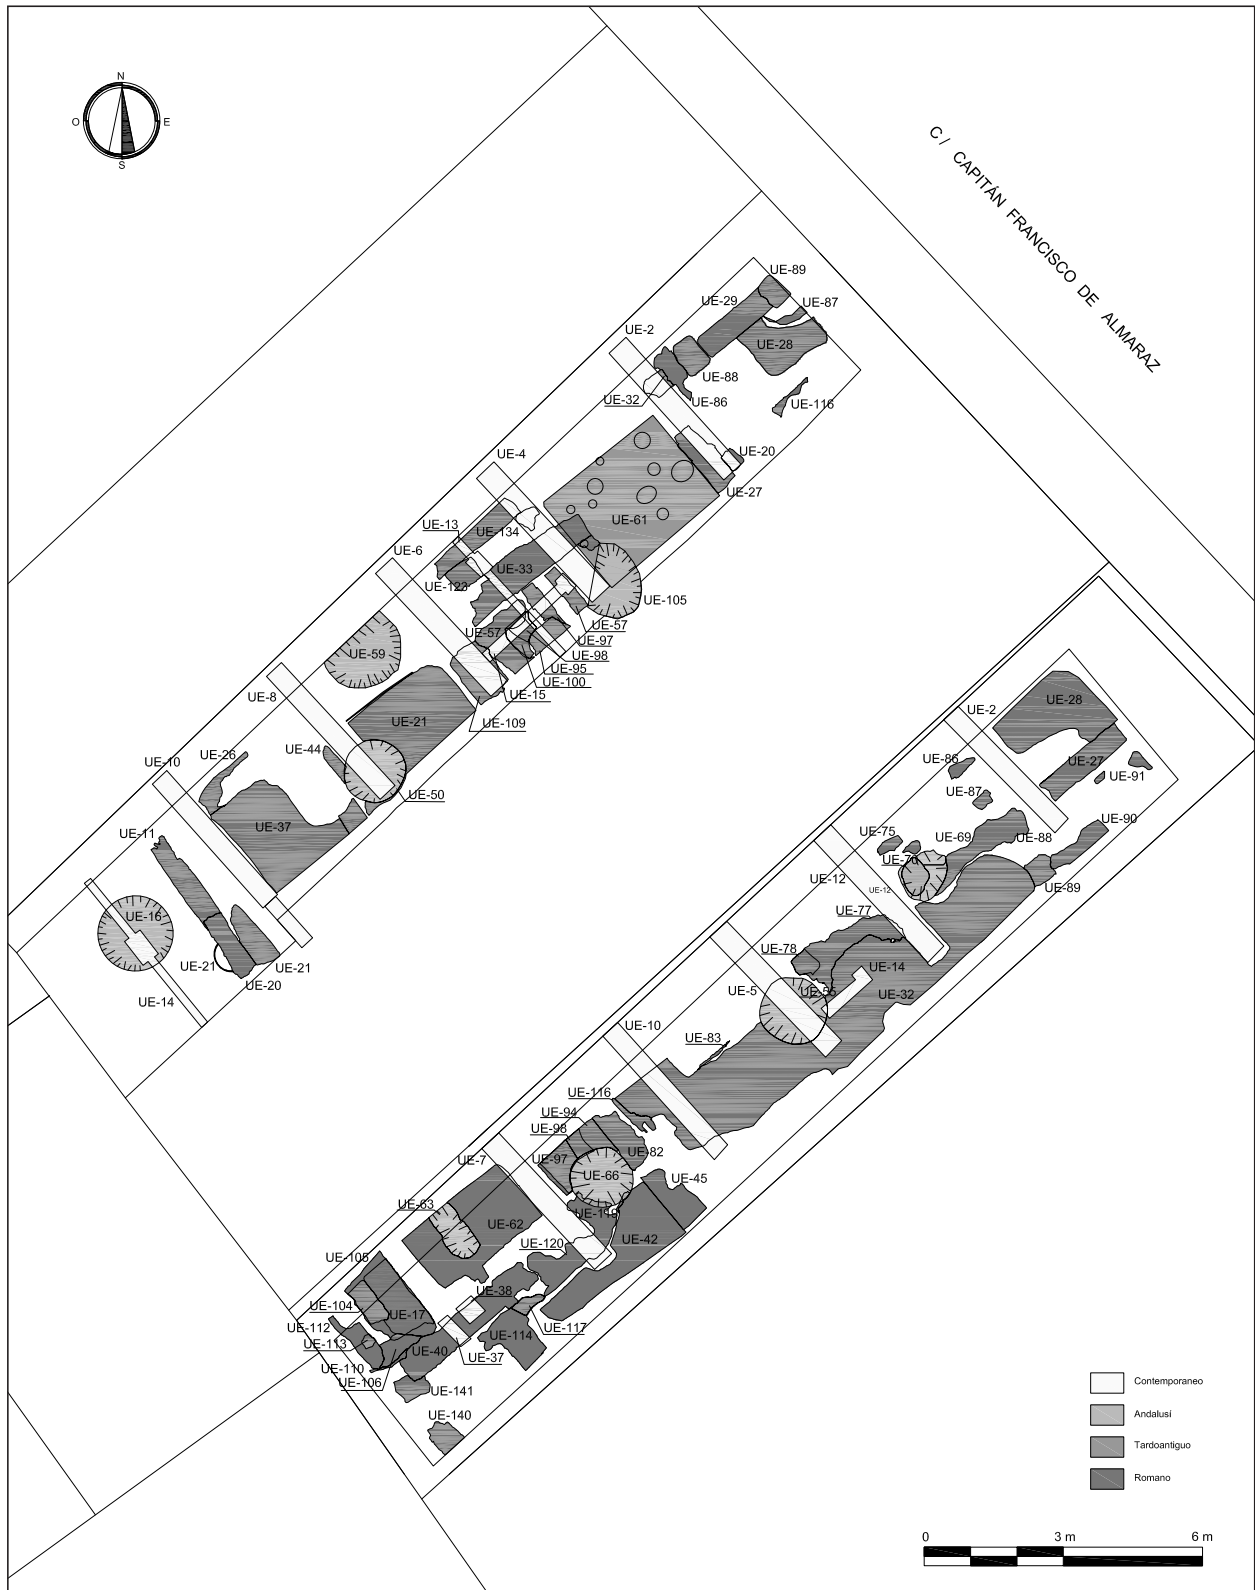 N
O
E
S
C/ CAPITÁN FRANCISCO DE ALMARAZ
UE-89
UE-29
UE-87
UE-2
UE-28
UE-88
UE-32
UE-86
UE-116
UE-4
UE-20
UE-27
UE-61
UE-13
UE-134
UE-6
UE-33
UE-123
UE-105
UE-57
UE-57
UE-97
UE-98
UE-59
UE-95
UE-100
UE-15
UE-8
UE-21
UE-109
UE-26
UE-44
UE-10
UE-50
UE-11
UE-37
UE-16
UE-21
UE-21
UE-20
UE-14
UE-2
UE-28
UE-86
UE-27
UE-91
UE-87
UE-75
UE-69
UE-88
UE-90
UE-70
UE-12
UE-12
UE-89
UE-77
UE-78
UE-14
UE-5
UE-55
UE-32
UE-10
UE-83
UE-116
UE-94
UE-98
UE-7
UE-97
UE-82
UE-66
UE-45
UE-63
UE-62
UE-119
UE-42
UE-120
UE-105
UE-38
UE-104
UE-17
UE-112
UE-117
UE-113
UE-114
UE-40
UE-37
UE-110
UE-106
UE-141
UE-140
Contemporaneo
Andalusí
Tardoantiguo
Romano
0 3 m 6 m